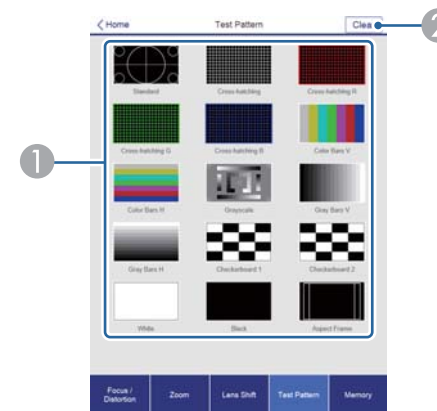 Home
Test Pattern
Clea
2
Standard
Cross-hatching
Cross-hatching R
Cross-hatching G
Cross-hatching B
Color Bars V
1
Color Bars H
Grayscale
Gray Bars V
Gray Bars H
Checkerboard 1
Checkerboard 2
White
Black
Aspect Frame
Focus /
Distortion
Zoom
Lens Shift
Test Pattern
Memory